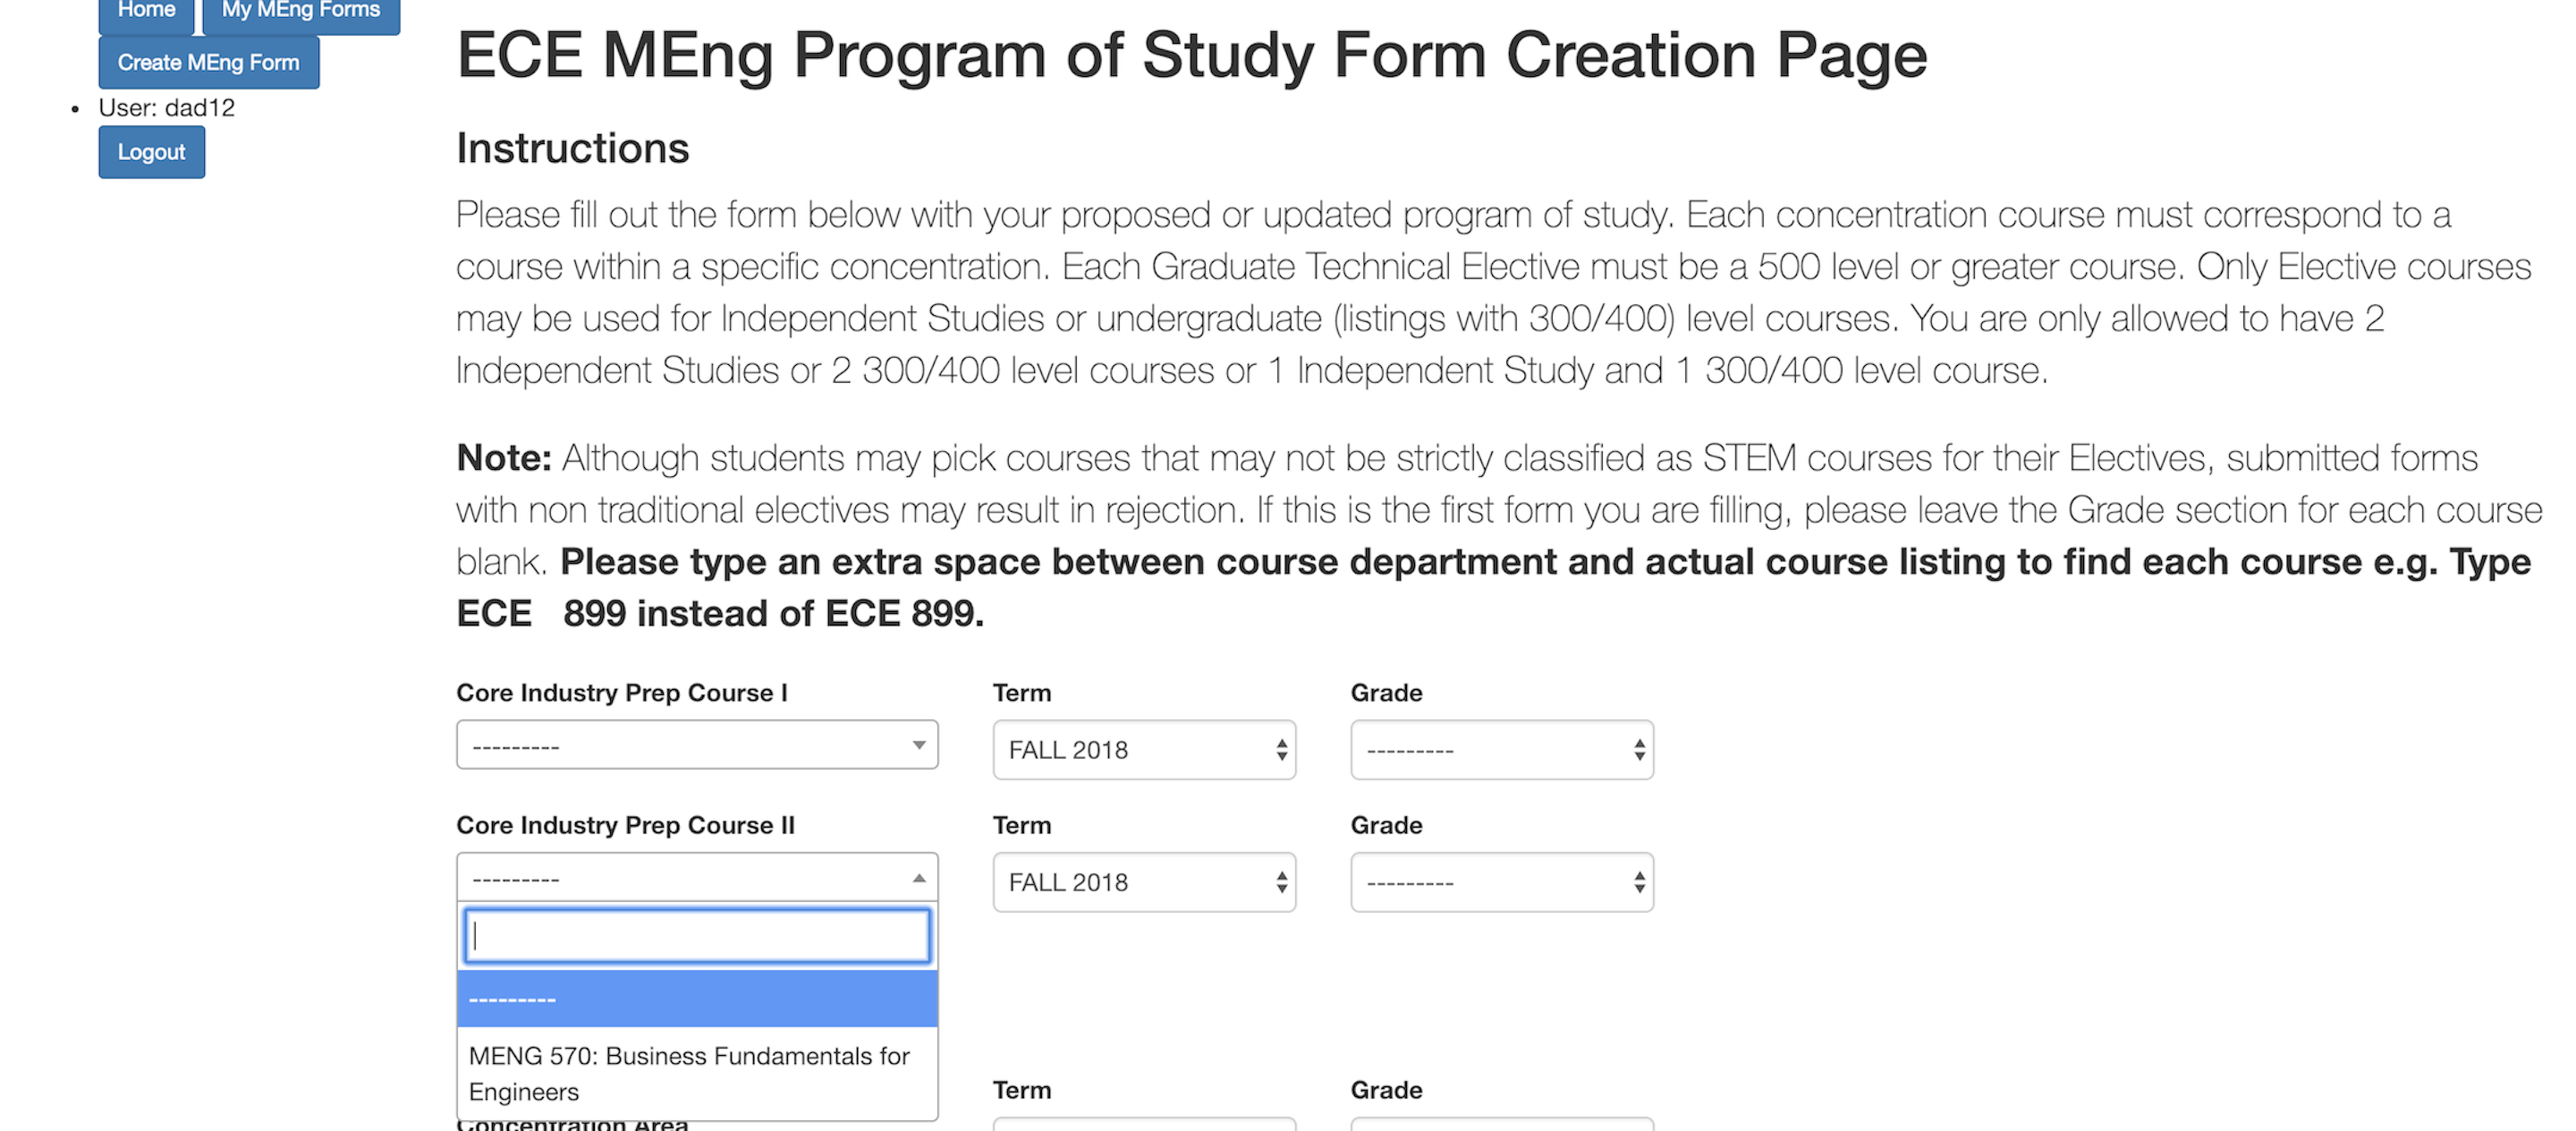 Home My MEng Forms
Create MEng Form
• User: dad12
Logout
ECE MEng Program of Study Form Creation Page
Instructions
Please fill out the form below with your proposed or updated program of study. Each concentration course must correspond to a
course within a specific concentration. Each Graduate Technical Elective must be a 500 level or greater course. Only Elective courses
may be used for Independent Studies or undergraduate (listings with 300/400) level courses. You are only allowed to have 2
Independent Studies or 2 300/400 level courses or 1 Independent Study and 1 300/400 level course.
Note: Although students may pick courses that may not be strictly classified as STEM courses for their Electives, submitted forms
with non traditional electives may result in rejection. If this is the first form you are filling, please leave the Grade section for each course
blank. Please type an extra space between course department and actual course listing to find each course e.g. Type
ECE   899 instead of ECE 899.
Core Industry Prep Course I Term Grade
--------- FALL 2018 ---------
Core Industry Prep Course II Term Grade
--------- FALL 2018 ---------
---------
MENG 570: Business Fundamentals for
Engineers
Term Grade
Concentration Area